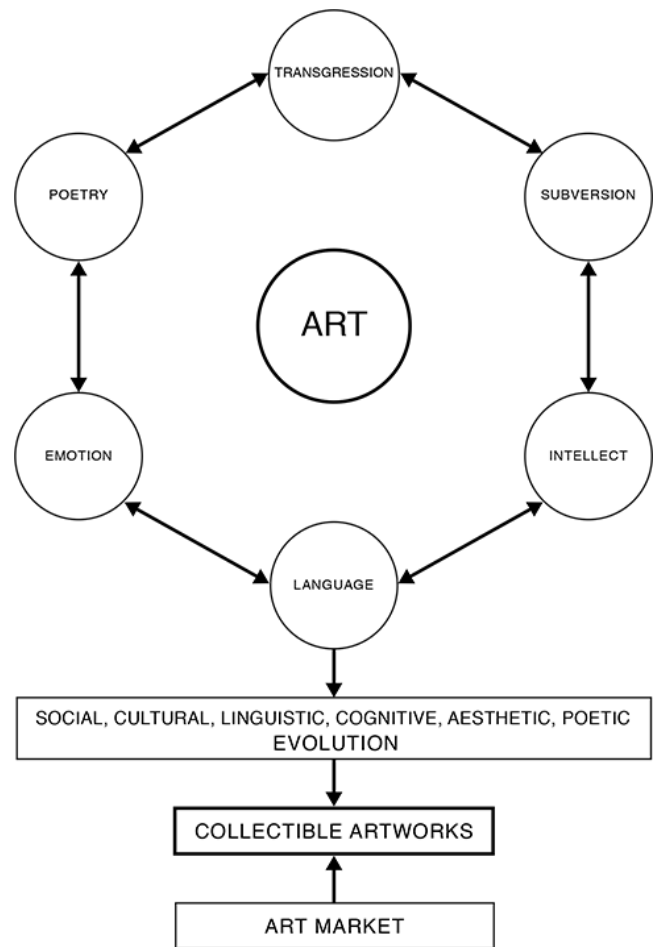 TRANSGRESSION
POETRY
SUBVERSION
ART
EMOTION
INTELLECT
LANGUAGE
SOCIAL, CULTURAL, LINGUISTIC, COGNITIVE, AESTHETIC, POETIC
EVOLUTION
COLLECTIBLE ARTWORKS
ART MARKET